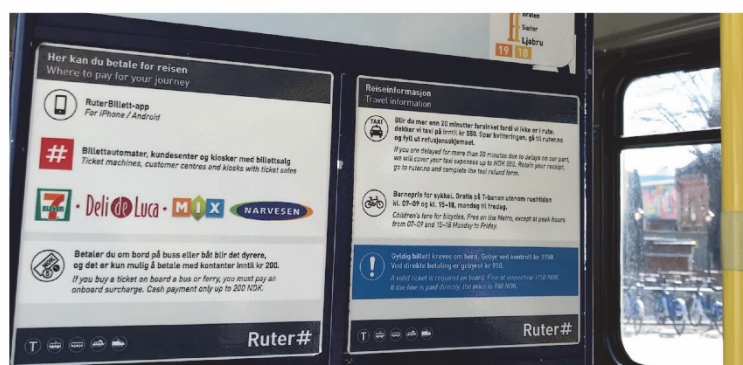 Her kan du betale for reisen
Where to pay for your journey
RuterBillett-app
For iPhone / Android
#
Billettautomater, kundesenter og kiosker med billettsalg
Ticket machines, customer centres and kiosks with ticket sales
7
ELEVEN
Deli de Luca
MIX
NARVESEN
NOK
Betaler du om bord på buss eller båt blir det dyrere,
og det er kun mulig å betale med kontanter inntil kr 200.
If you buy a ticket on board a bus or ferry, you must pay an
onboard surcharge. Cash payment only up to 200 NOK.
T
Ruter#
Sæter
Ljabru
19 18
Reiseinformasjon
Travel information
TAXI
Blir du mer enn 20 minutter forsinket fordi vi ikke er i rute,
dekker vi taxi på inntil kr 550. Spar kvitteringen, gå til ruter.no
og fyll ut refusjonsskjemaet.
If you are delayed for more than 20 minutes due to delays on our part,
we will cover your taxi expenses up to NOK 550. Retain your receipt,
go to ruter.no and complete the taxi refund form.
Barnepris for sykkel. Gratis på T-banen utenom rushtiden
kl. 07-09 og kl. 15-18, mandag til fredag.
Children's fare for bicycles. Free on the Metro, except at peak hours
from 07-09 and 15-18 Monday to Friday.
!
Gyldig billett kreves om bord. Gebyr ved kontroll kr 1150.
Ved direkte betaling er gebyret kr 950.
A valid ticket is required on board. Fine at inspection 1150 NOK.
If the fine is paid directly, the price is 950 NOK.
T
Ruter#